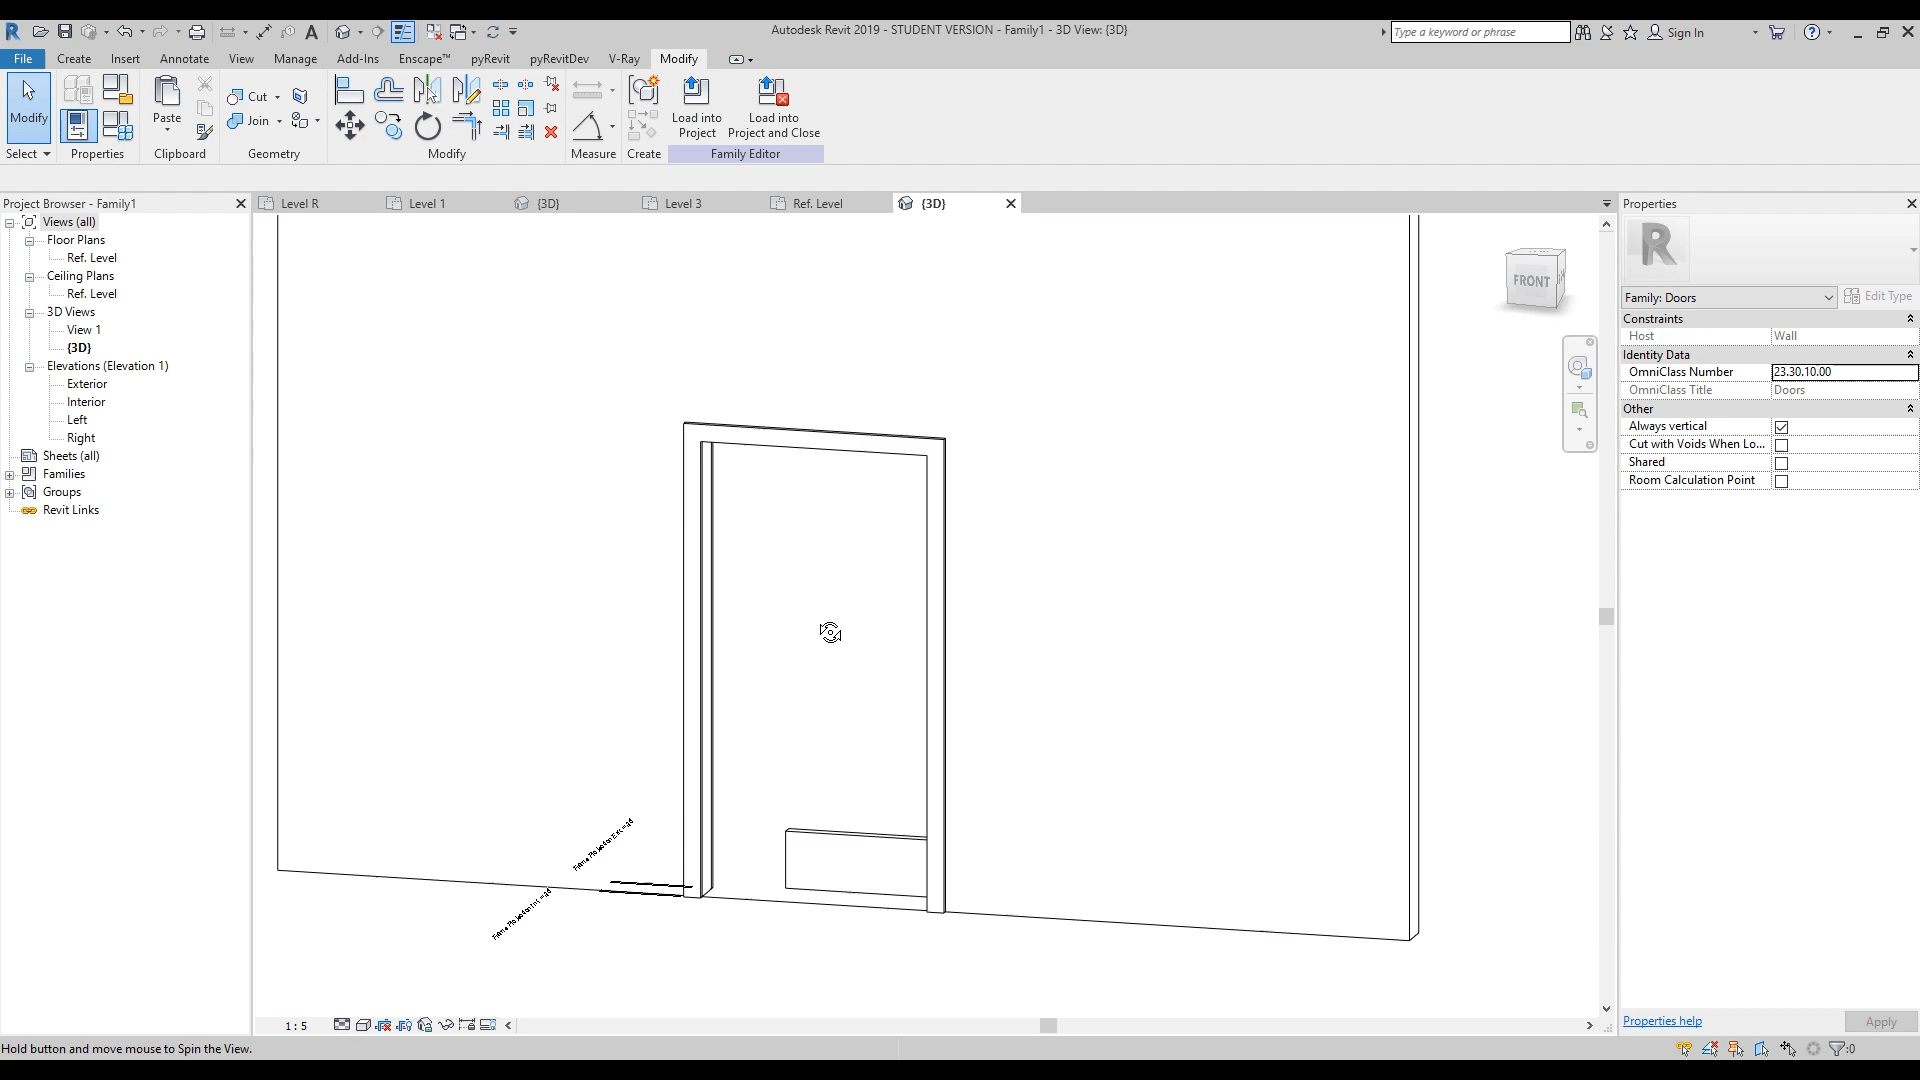 Autodesk Revit 2019 - STUDENT VERSION - Family1 - 3D View: {3D}
Type a keyword or phrase
Sign In
File
Create
Insert
Annotate
View
Manage
Add-Ins
Enscape™
pyRevit
pyRevitDev
V-Ray
Modify
Modify
Paste
Cut
Join
Load into
Project
Load into
Project and Close
Select
Properties
Clipboard
Geometry
Modify
Measure
Create
Family Editor
Project Browser - Family1
Level R
Level 1
{3D}
Level 3
Ref. Level
{3D}
Properties
Views (all)
Floor Plans
Ref. Level
Ceiling Plans
Ref. Level
3D Views
View 1
{3D}
Elevations (Elevation 1)
Exterior
Interior
Left
Right
Sheets (all)
Families
Groups
Revit Links
FRONT
R
Family: Doors
Edit Type
Constraints
Host
Wall
Identity Data
OmniClass Number
23.30.10.00
OmniClass Title
Doors
Other
Always vertical
Cut with Voids When Lo...
Shared
Room Calculation Point
1 : 5
Properties help
Apply
Hold button and move mouse to Spin the View.
:0